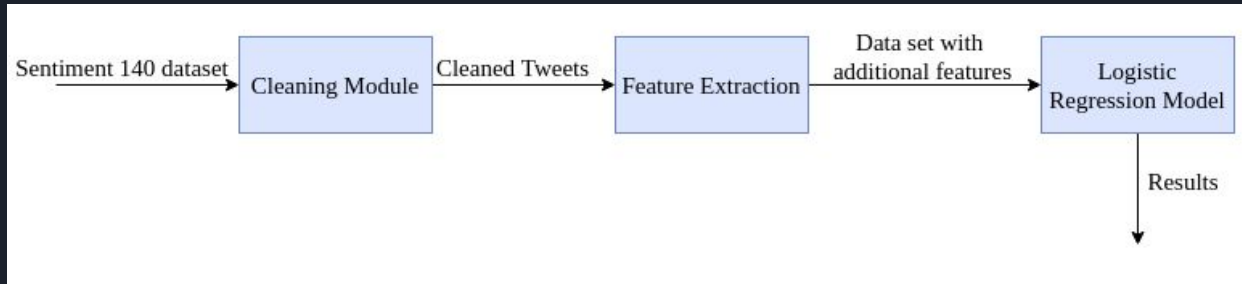 Sentiment 140 dataset
Cleaning Module
Cleaned Tweets
Feature Extraction
Data set with
additional features
Logistic
Regression Model
Results